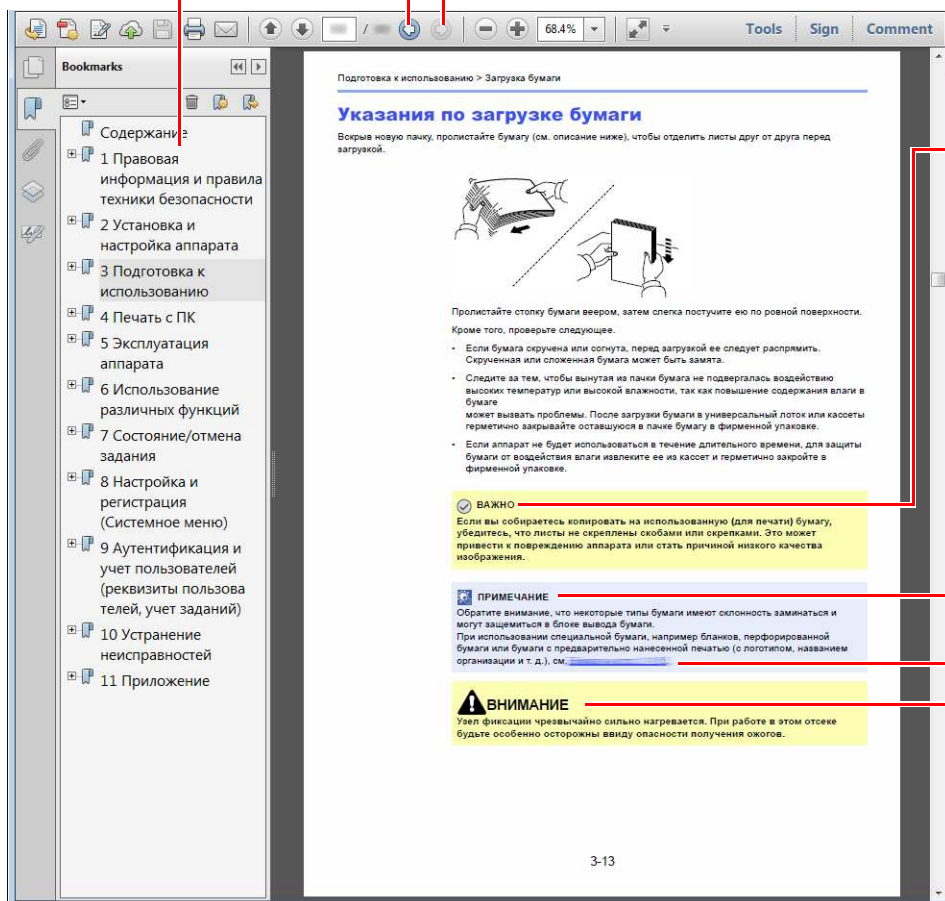 / 68.4% Tools Sign Comment
Bookmarks
Содержание
1 Правовая
информация и правила
техники безопасности
2 Установка и
настройка аппарата
3 Подготовка к
использованию
4 Печать с ПК
5 Эксплуатация
аппарата
6 Использование
различных функций
7 Состояние/отмена
задания
8 Настройка и
регистрация
(Системное меню)
9 Аутентификация и
учет пользователей
(реквизиты пользова
телей, учет заданий)
10 Устранение
неисправностей
11 Приложение
Подготовка к использованию > Загрузка бумаги
Указания по загрузке бумаги
Вскрыв новую пачку, пролистайте бумагу (см. описание ниже), чтобы отделить листы друг от друга перед
загрузкой.
Пролистайте стопку бумаги веером, затем слегка постучите ею по ровной поверхности.
Кроме того, проверьте следующее.
• Если бумага скручена или согнута, перед загрузкой ее следует распрямить.
Скрученная или сложенная бумага может быть замята.
• Следите за тем, чтобы вынутая из пачки бумага не подвергалась воздействию
высоких температур или высокой влажности, так как повышение содержания влаги в
бумаге
может вызвать проблемы. После загрузки бумаги в универсальный лоток или кассеты
герметично закрывайте оставшуюся в пачке бумагу в фирменной упаковке.
• Если аппарат не будет использоваться в течение длительного времени, для защиты
бумаги от воздействия влаги извлеките ее из кассет и герметично закройте в
фирменной упаковке.
ВАЖНО
Если вы собираетесь копировать на использованную (для печати) бумагу,
убедитесь, что листы не скреплены скобами или скрепками. Это может
привести к повреждению аппарата или стать причиной низкого качества
изображения.
ПРИМЕЧАНИЕ
Обратите внимание, что некоторые типы бумаги имеют склонность заминаться и
могут защемиться в блоке вывода бумаги.
При использовании специальной бумаги, например бланков, перфорированной
бумаги или бумаги с предварительно нанесенной печатью (с логотипом, названием
организации и т. д.), см.
ВНИМАНИЕ
Узел фиксации чрезвычайно сильно нагревается. При работе в этом отсеке
будьте особенно осторожны ввиду опасности получения ожогов.
3-13